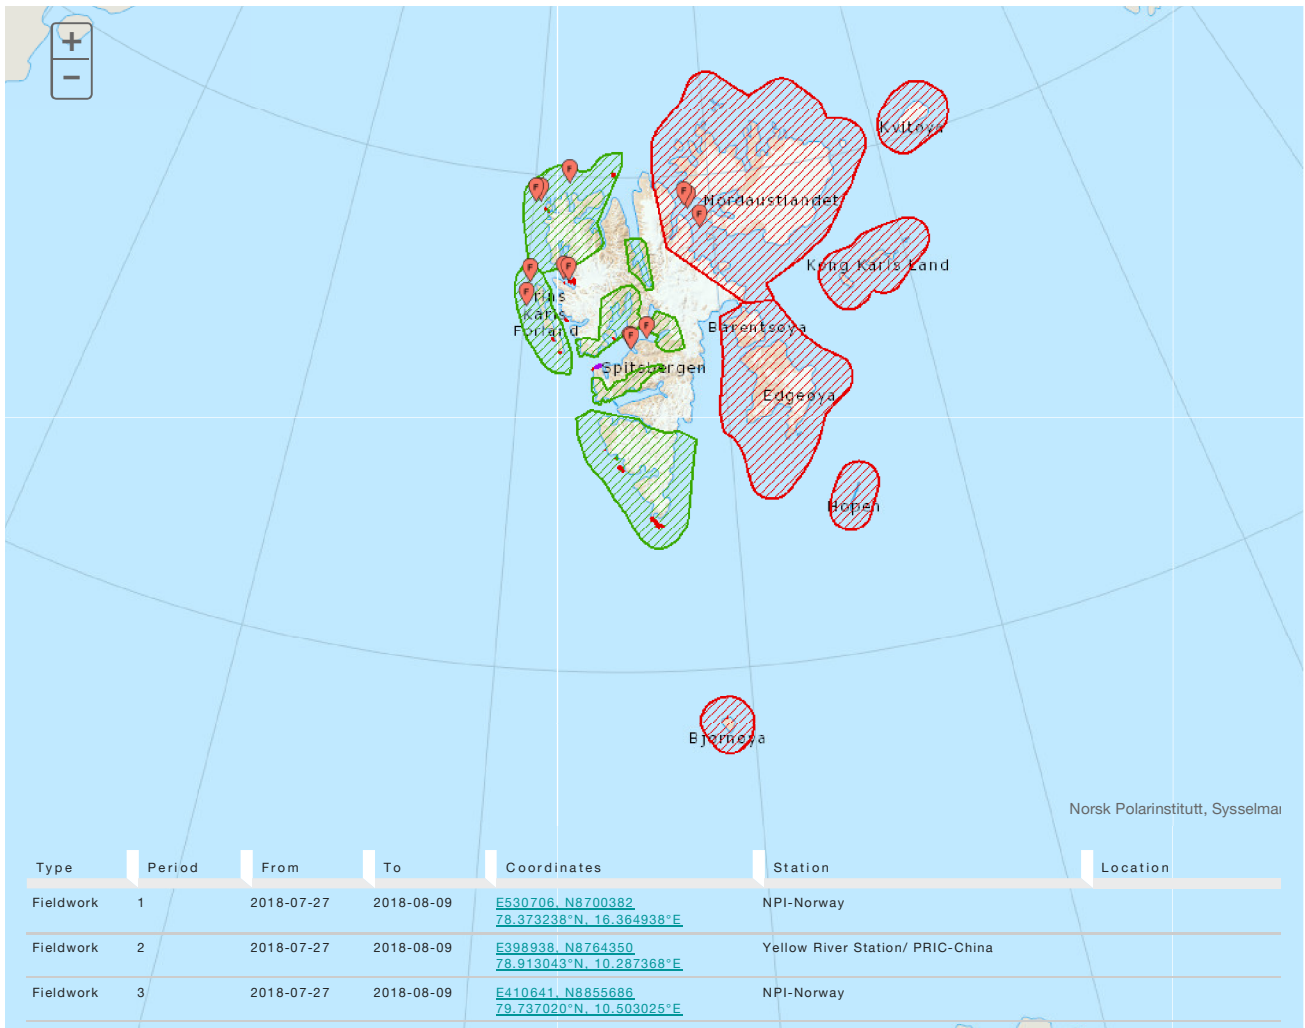 +
−
Kvitøya
F
F
F
F
Nordaustlandet
F
Kong Karls Land
F
F
F
Prins
Karls
Forland
F
F
Barentsøya
Spitsbergen
Edgeøya
Hopen
Bjørnøya
Norsk Polarinstitutt, Sysselma
Type Period From To Coordinates Station Location
Fieldwork 1 2018-07-27 2018-08-09 E530706, N8700382 NPI-Norway
78.373238°N, 16.364938°E
Fieldwork 2 2018-07-27 2018-08-09 E398938, N8764350 Yellow River Station/ PRIC-China
78.913043°N, 10.287368°E
Fieldwork 3 2018-07-27 2018-08-09 E410641, N8855686 NPI-Norway
79.737020°N, 10.503025°E